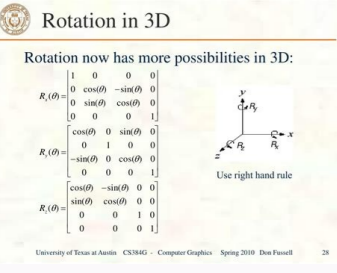 Rotation in 3D
Rotation now has more possibilities in 3D:
Rₓ(θ) =
1 0 0 0
0 cos(θ) −sin(θ) 0
0 sin(θ) cos(θ) 0
0 0 0 1
Rᵧ(θ) =
cos(θ) 0 sin(θ) 0
0 1 0 0
−sin(θ) 0 cos(θ) 0
0 0 0 1
R_z(θ) =
cos(θ) −sin(θ) 0 0
sin(θ) cos(θ) 0 0
0 0 1 0
0 0 0 1
y
Ry
x
Rx
Rz
z
Use right hand rule
University of Texas at Austin CS384G - Computer Graphics Spring 2010 Don Fussell 28